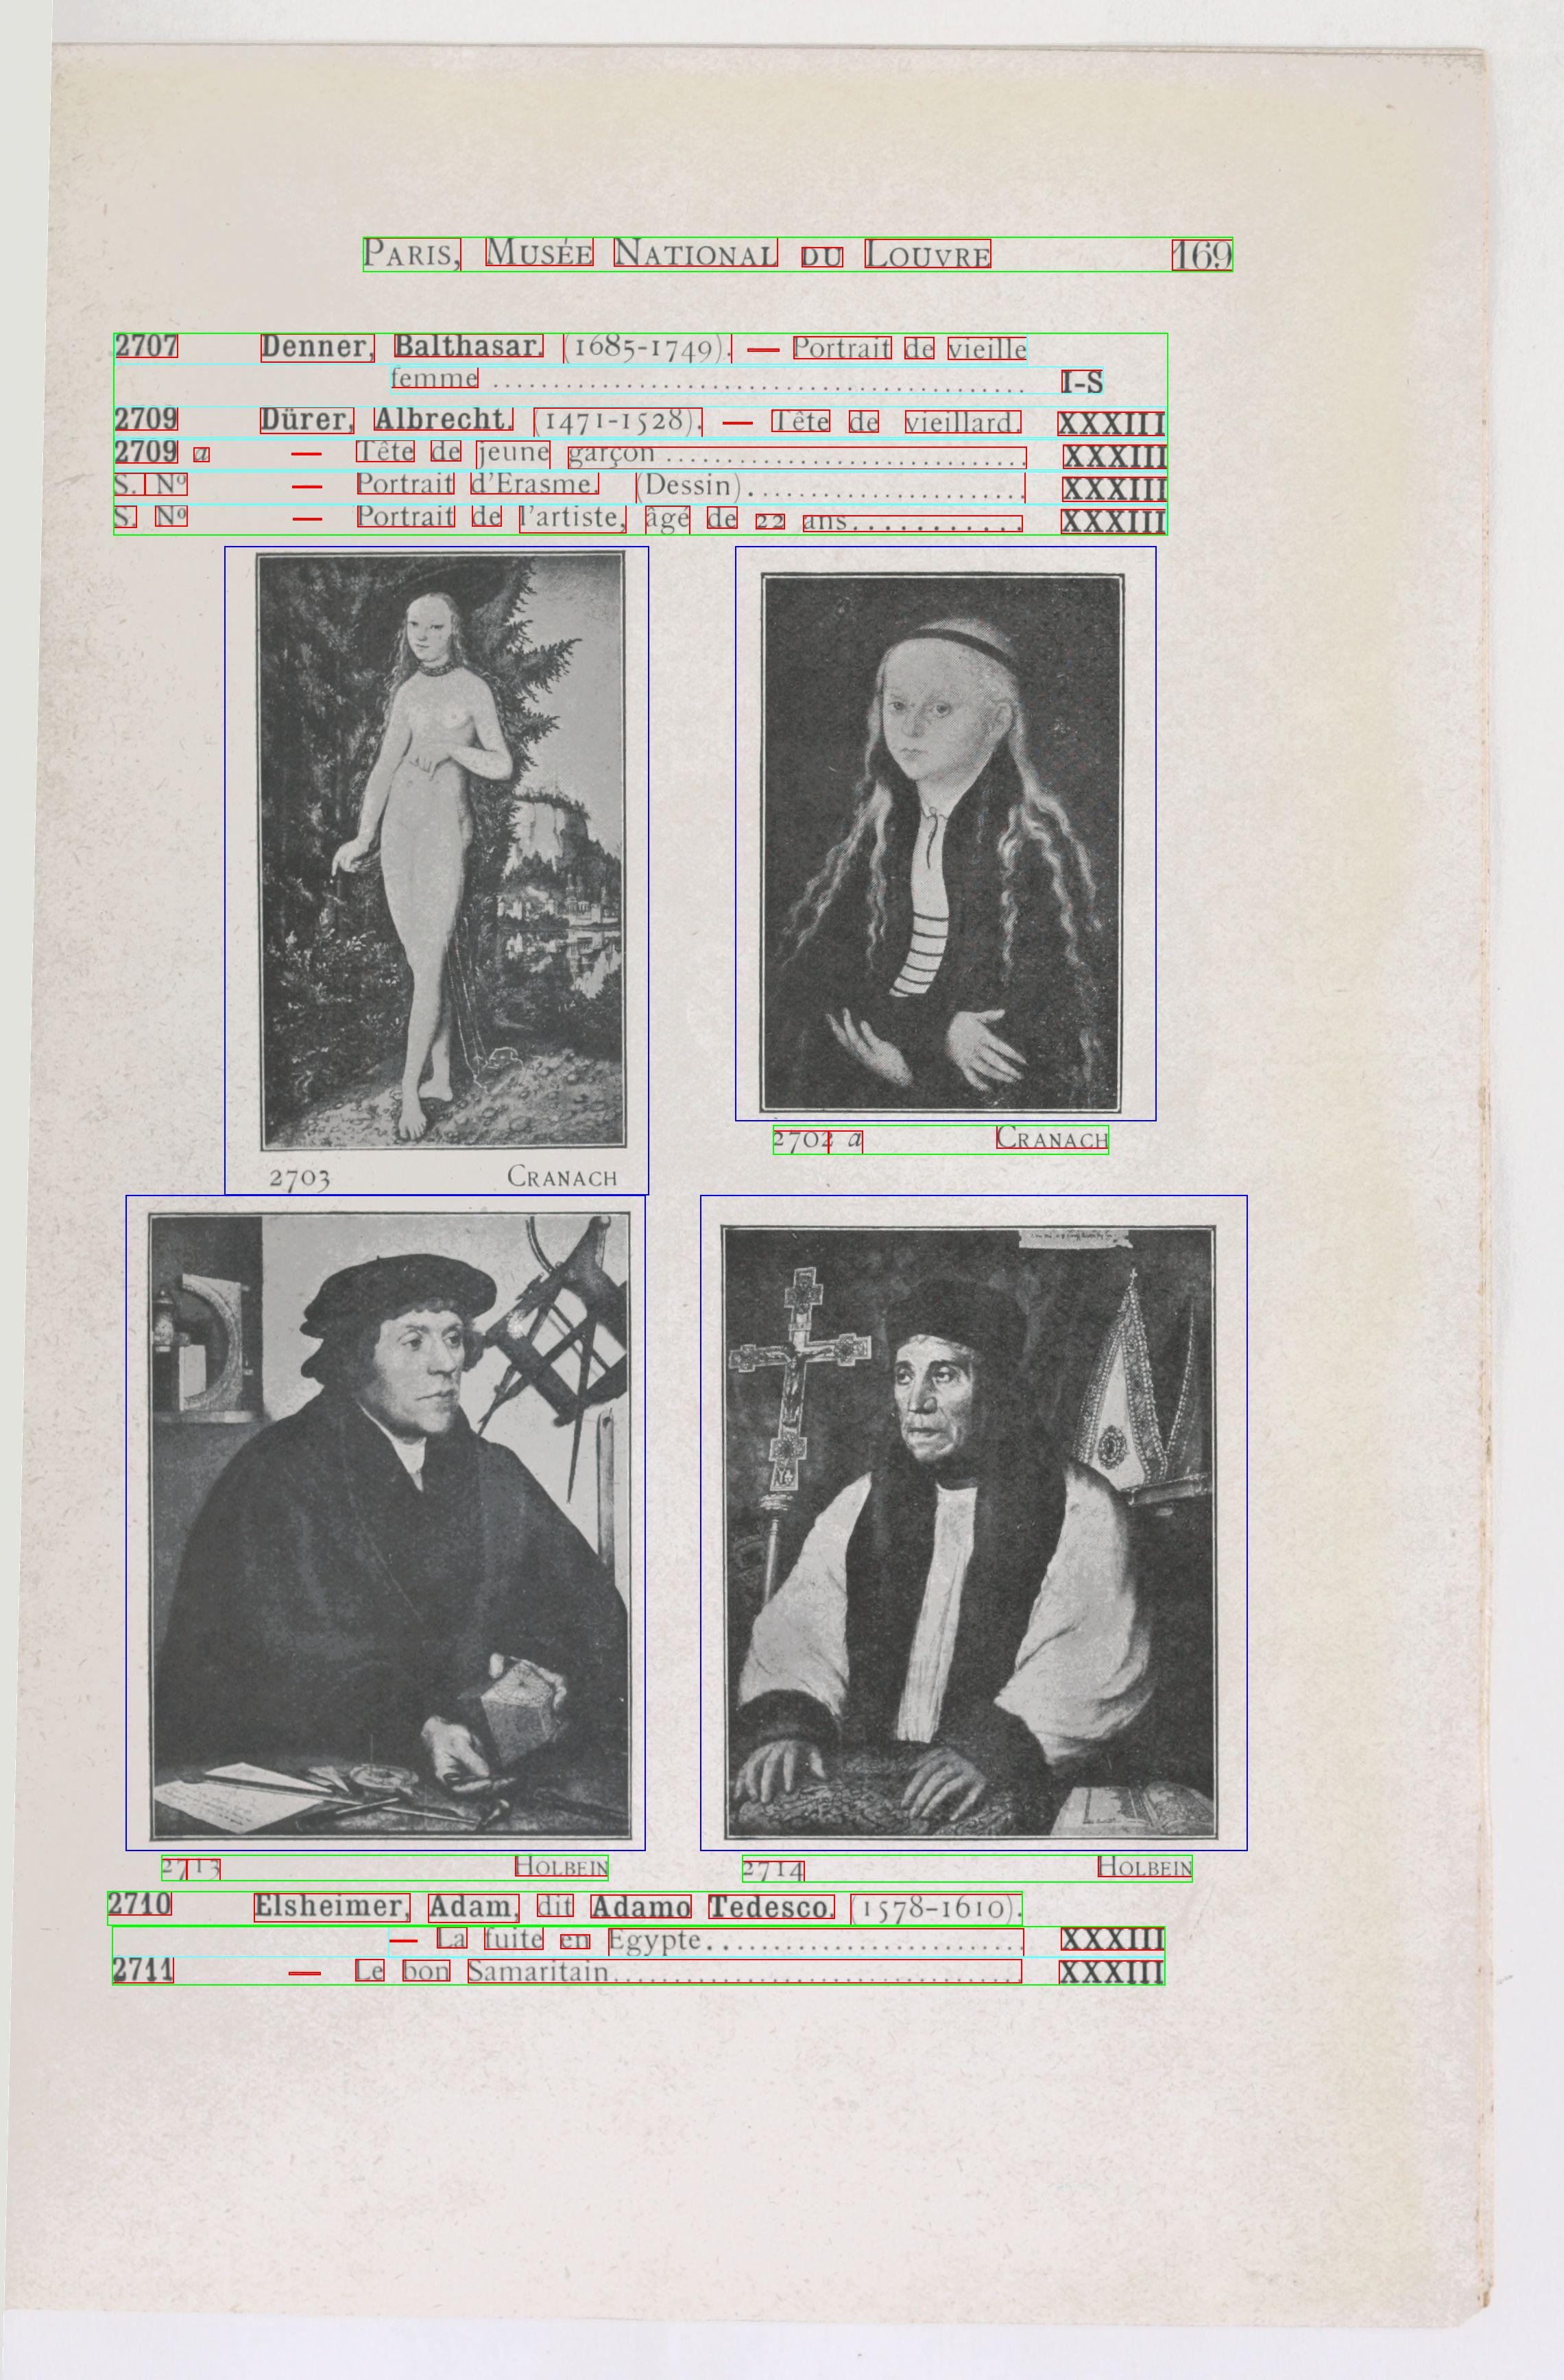 PARIS, MUSÉE NATIONAL DU LOUVRE 169
2707 Denner, Balthasar. (1685-1749). — Portrait de vieille
femme ............................................ I-S
2709 Dürer, Albrecht. (1471-1528). — Tête de vieillard. XXXIII
2709 a — Tête de jeune garçon .............................. XXXIII
S. Nº — Portrait d'Erasme. (Dessin)....................... XXXIII
S. Nº — Portrait de l'artiste, âgé de 22 ans........... XXXIII
2703 CRANACH
2702 a CRANACH
2713 HOLBEIN
2714 HOLBEIN
2710 Elsheimer, Adam, dit Adamo Tedesco. (1578-1610).
— La fuite en Egypte........................ XXXIII
2711 — Le bon Samaritain............................... XXXIII